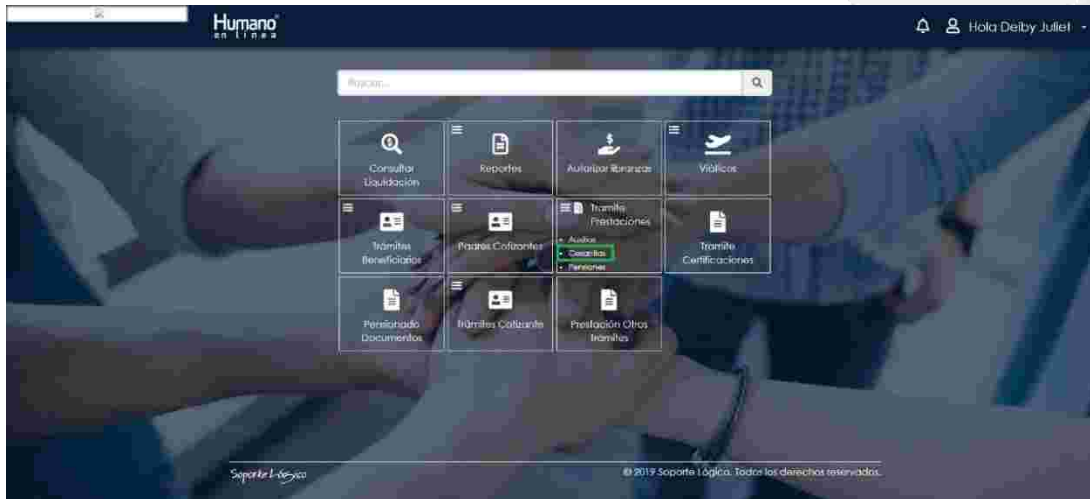 Humano
en línea
Hola Deiby Juliet
Buscar...
Consultar
Liquidación
Reportes
Autorizar libranzas
Viáticos
Trámites
Beneficiarios
Padres Cotizantes
Tramite
Prestaciones
• Auxilios
• Cesantías
• Pensiones
Tramite
Certificaciones
Pensionado
Documentos
Trámites Cotizante
Prestación Otros
trámites
Soporte Lógico
© 2019 Soporte Lógico. Todos los derechos reservados.